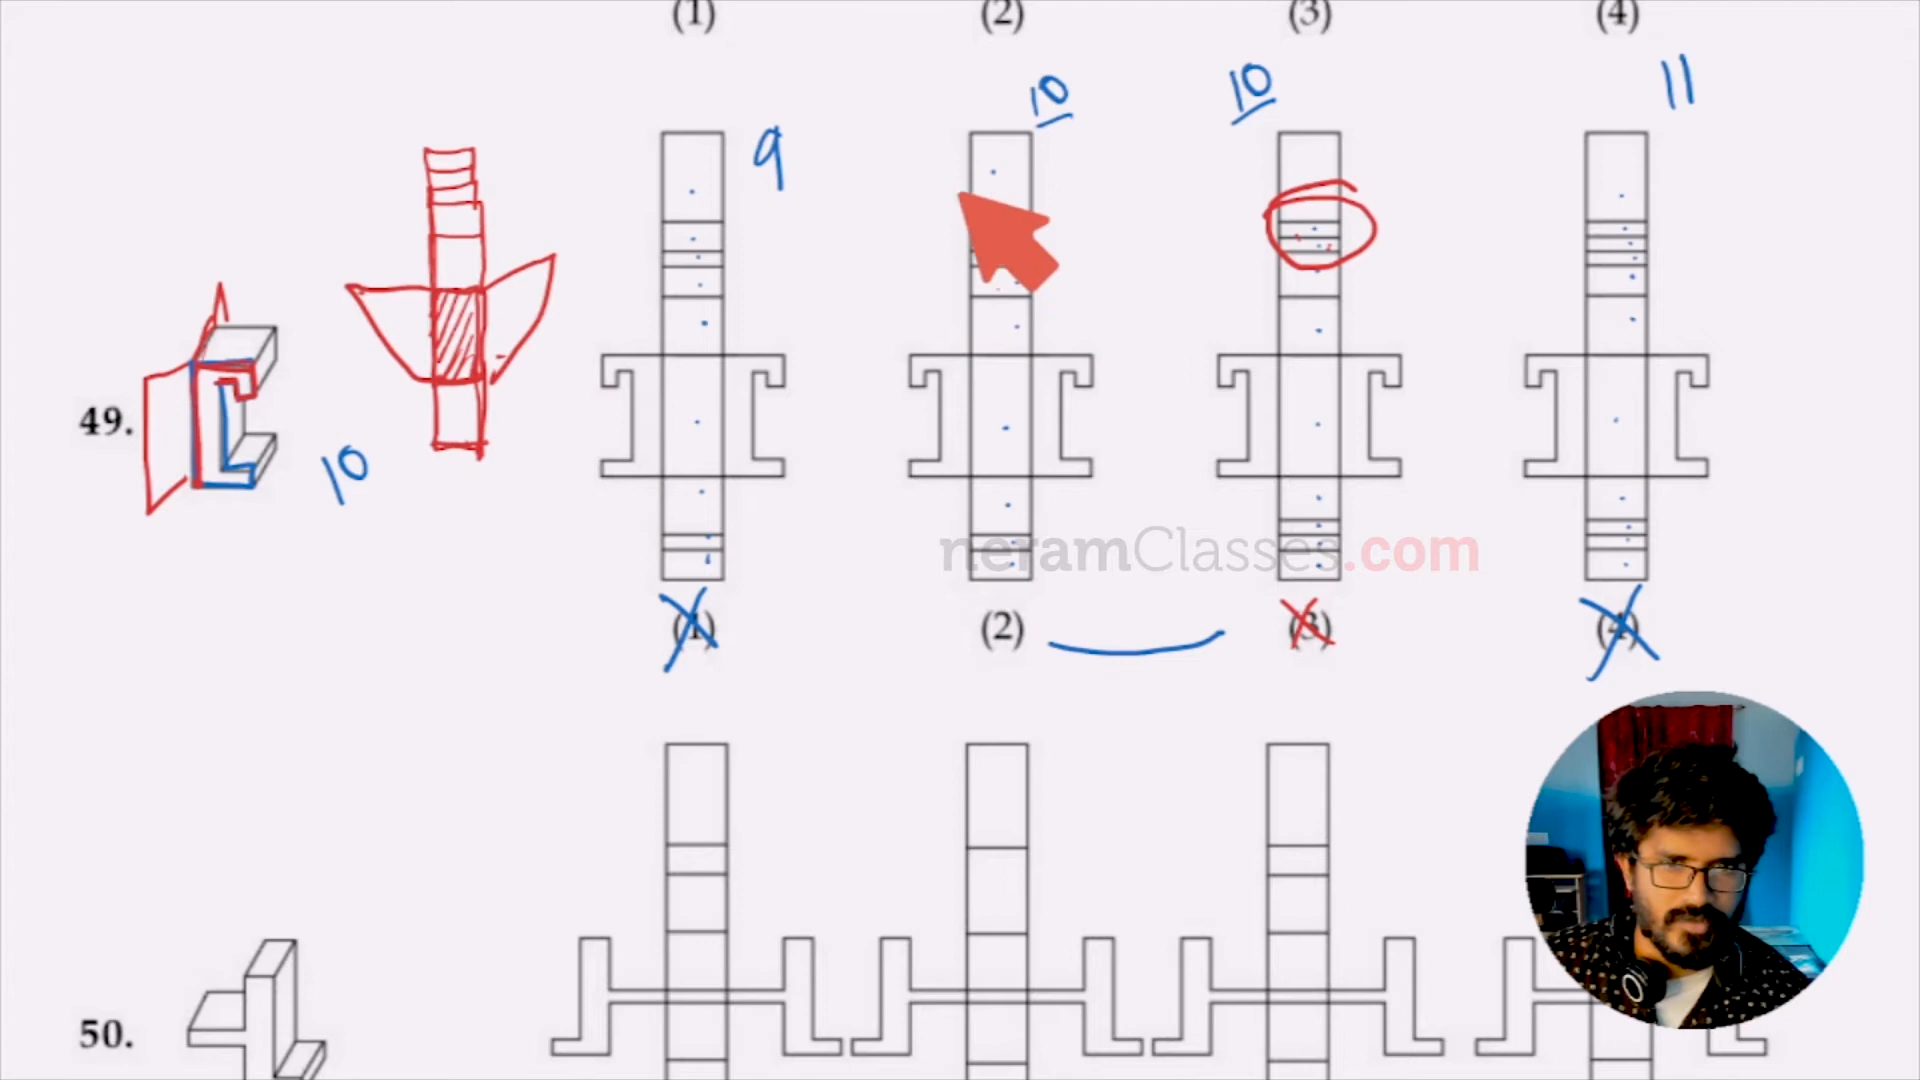 (1) (2) (3) (4)
9 10 10 11
49.
10
neramClasses.com
(1) (2) (3) (4)
50.